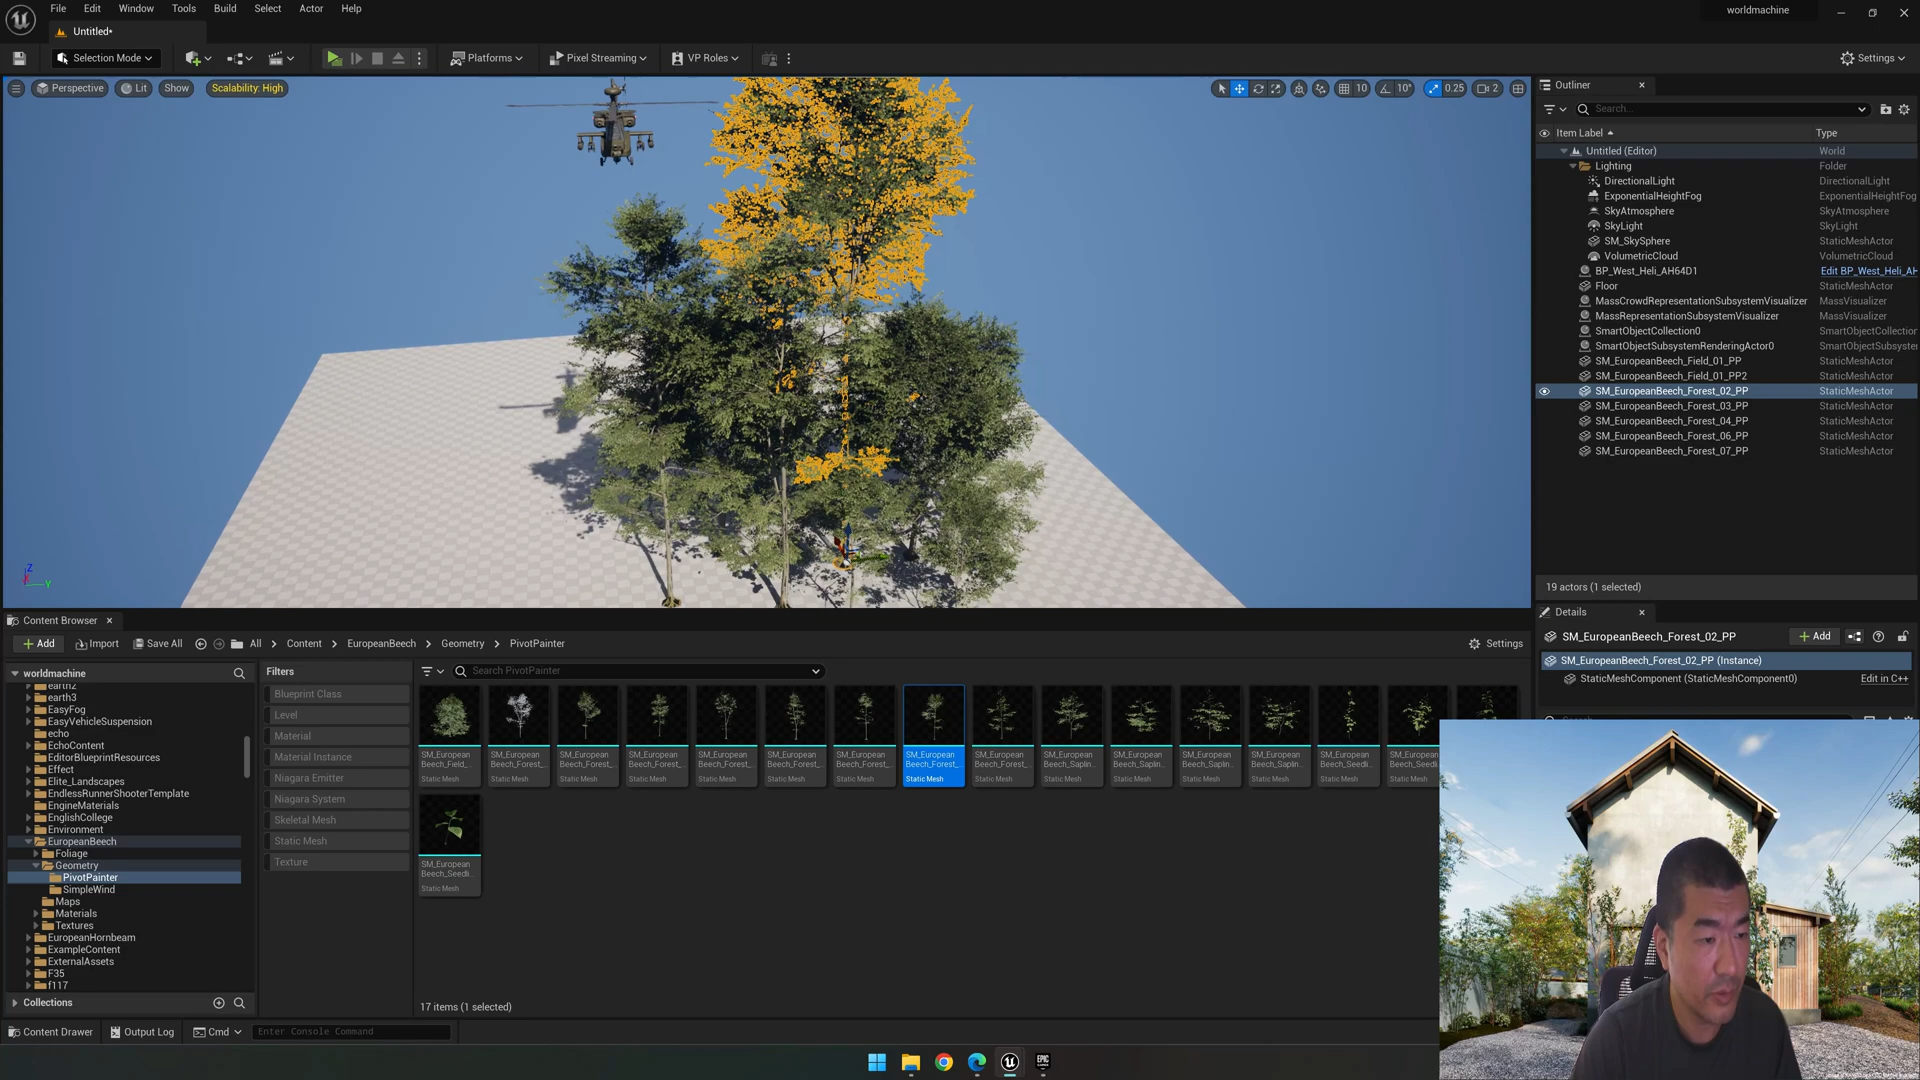 File Edit Window Tools Build Select Actor Help
worldmachine
Untitled*
Selection Mode
Platforms
Pixel Streaming
VP Roles
Settings
Perspective
Lit
Show
Scalability: High
10
10°
0.25
2
Z
Y
Outliner
Search...
Item Label
Type
Untitled (Editor) World
Lighting Folder
DirectionalLight DirectionalLight
ExponentialHeightFog ExponentialHeightFog
SkyAtmosphere SkyAtmosphere
SkyLight SkyLight
SM_SkySphere StaticMeshActor
VolumetricCloud VolumetricCloud
BP_West_Heli_AH64D1 Edit BP_West_Heli_AH
Floor StaticMeshActor
MassCrowdRepresentationSubsystemVisualizer MassVisualizer
MassRepresentationSubsystemVisualizer MassVisualizer
SmartObjectCollection0 SmartObjectCollection
SmartObjectSubsystemRenderingActor0 SmartObjectSubsyste
SM_EuropeanBeech_Field_01_PP StaticMeshActor
SM_EuropeanBeech_Field_01_PP2 StaticMeshActor
SM_EuropeanBeech_Forest_02_PP StaticMeshActor
SM_EuropeanBeech_Forest_03_PP StaticMeshActor
SM_EuropeanBeech_Forest_04_PP StaticMeshActor
SM_EuropeanBeech_Forest_06_PP StaticMeshActor
SM_EuropeanBeech_Forest_07_PP StaticMeshActor
19 actors (1 selected)
Details
SM_EuropeanBeech_Forest_02_PP
Add
SM_EuropeanBeech_Forest_02_PP (Instance)
StaticMeshComponent (StaticMeshComponent0) Edit in C++
Content Browser
Add
Import
Save All
All
Content
EuropeanBeech
Geometry
PivotPainter
Settings
worldmachine
earth2
earth3
EasyFog
EasyVehicleSuspension
echo
EchoContent
EditorBlueprintResources
Effect
Elite_Landscapes
EndlessRunnerShooterTemplate
EngineMaterials
EnglishCollege
Environment
EuropeanBeech
Foliage
Geometry
PivotPainter
SimpleWind
Maps
Materials
Textures
EuropeanHornbeam
ExampleContent
ExternalAssets
F35
f117
Collections
Filters
Blueprint Class
Level
Material
Material Instance
Niagara Emitter
Niagara System
Skeletal Mesh
Static Mesh
Texture
Search PivotPainter
SM_European SM_European SM_European SM_European SM_European SM_European SM_European SM_European SM_European SM_European SM_European SM_European SM_European SM_European SM_European
Beech_Field_ Beech_Forest_ Beech_Forest_ Beech_Forest_ Beech_Forest_ Beech_Forest_ Beech_Forest_ Beech_Forest_ Beech_Forest_ Beech_Saplin.. Beech_Saplin.. Beech_Saplin.. Beech_Saplin.. Beech_Seedli.. Beech_Seedli..
Static Mesh Static Mesh Static Mesh Static Mesh Static Mesh Static Mesh Static Mesh Static Mesh Static Mesh Static Mesh Static Mesh Static Mesh Static Mesh Static Mesh Static Mesh
SM_European
Beech_Seedli..
Static Mesh
17 items (1 selected)
Content Drawer
Output Log
Cmd
Enter Console Command
EPIC